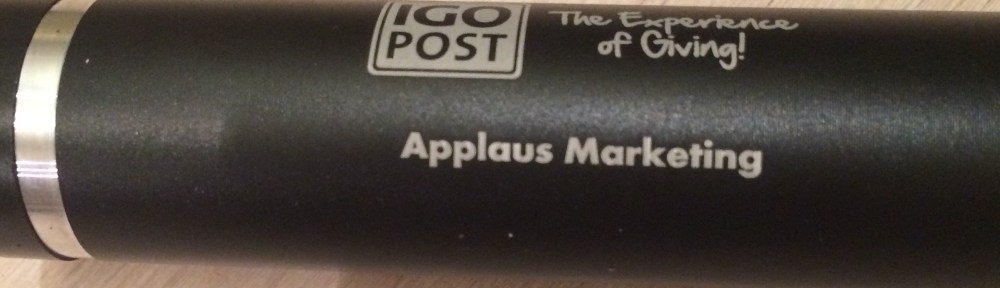 IGO
POST
The Experience
of Giving!
Applaus Marketing